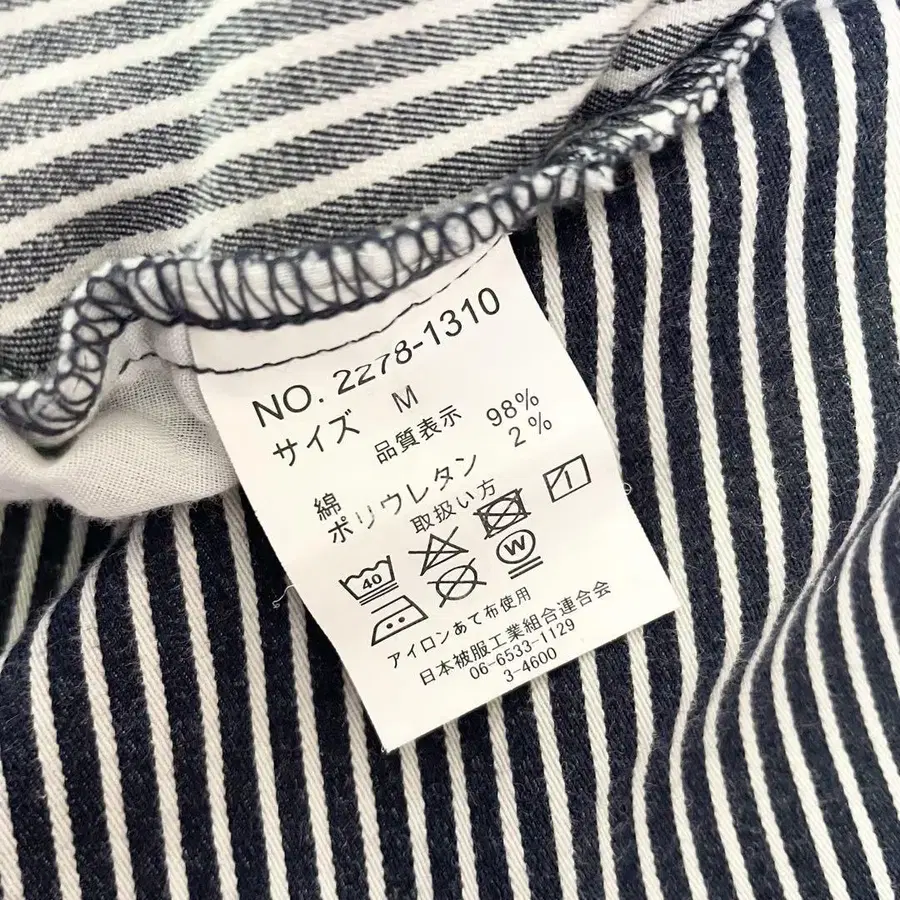 NO. 2278-1310
サイズ M
品質表示
綿 98%
ポリウレタン 2%
取扱い方
40
W
アイロンあて布使用
日本被服工業組合連合会
06-6533-1129
3-4600